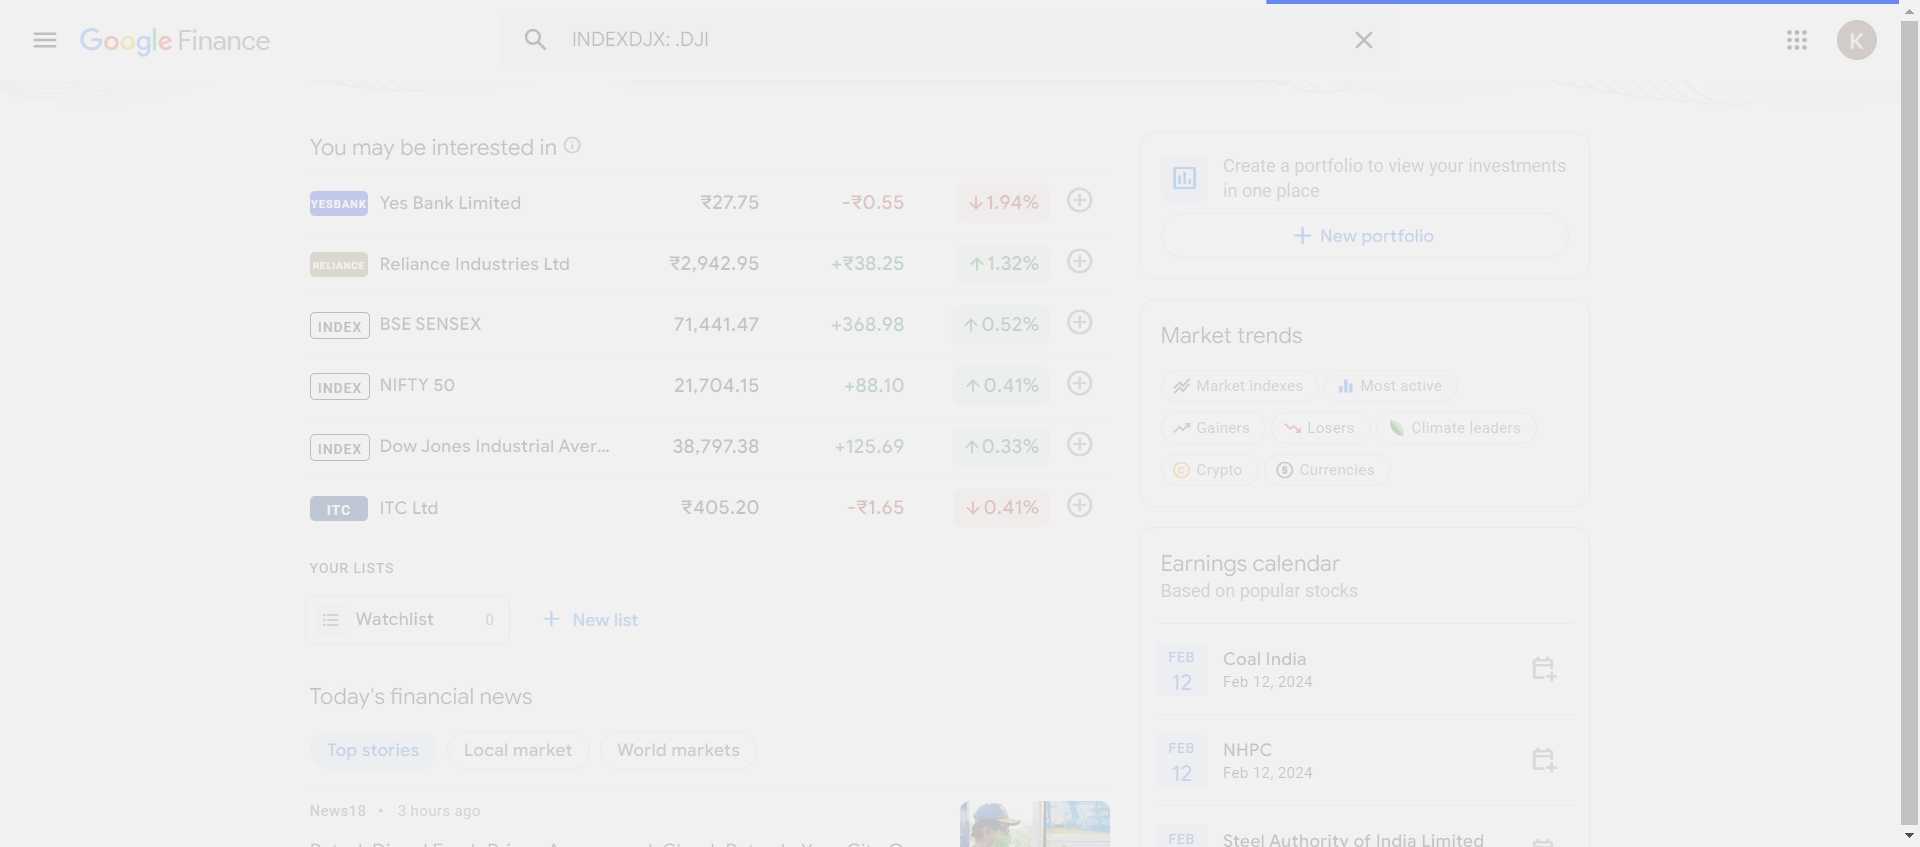 Google Finance
INDEXDJX: .DJI
K
You may be interested in
YESBANK Yes Bank Limited ₹27.75 -₹0.55 1.94%
RELIANCE Reliance Industries Ltd ₹2,942.95 +₹38.25 1.32%
INDEX BSE SENSEX 71,441.47 +368.98 0.52%
INDEX NIFTY 50 21,704.15 +88.10 0.41%
INDEX Dow Jones Industrial Aver... 38,797.38 +125.69 0.33%
ITC ITC Ltd ₹405.20 -₹1.65 0.41%
YOUR LISTS
Watchlist 0 New list
Today's financial news
Top stories Local market World markets
News18 • 3 hours ago
Create a portfolio to view your investments
in one place
New portfolio
Market trends
Market indexes Most active
Gainers Losers Climate leaders
Crypto Currencies
Earnings calendar
Based on popular stocks
FEB
12
Coal India
Feb 12, 2024
FEB
12
NHPC
Feb 12, 2024
FEB
Steel Authority of India Limited